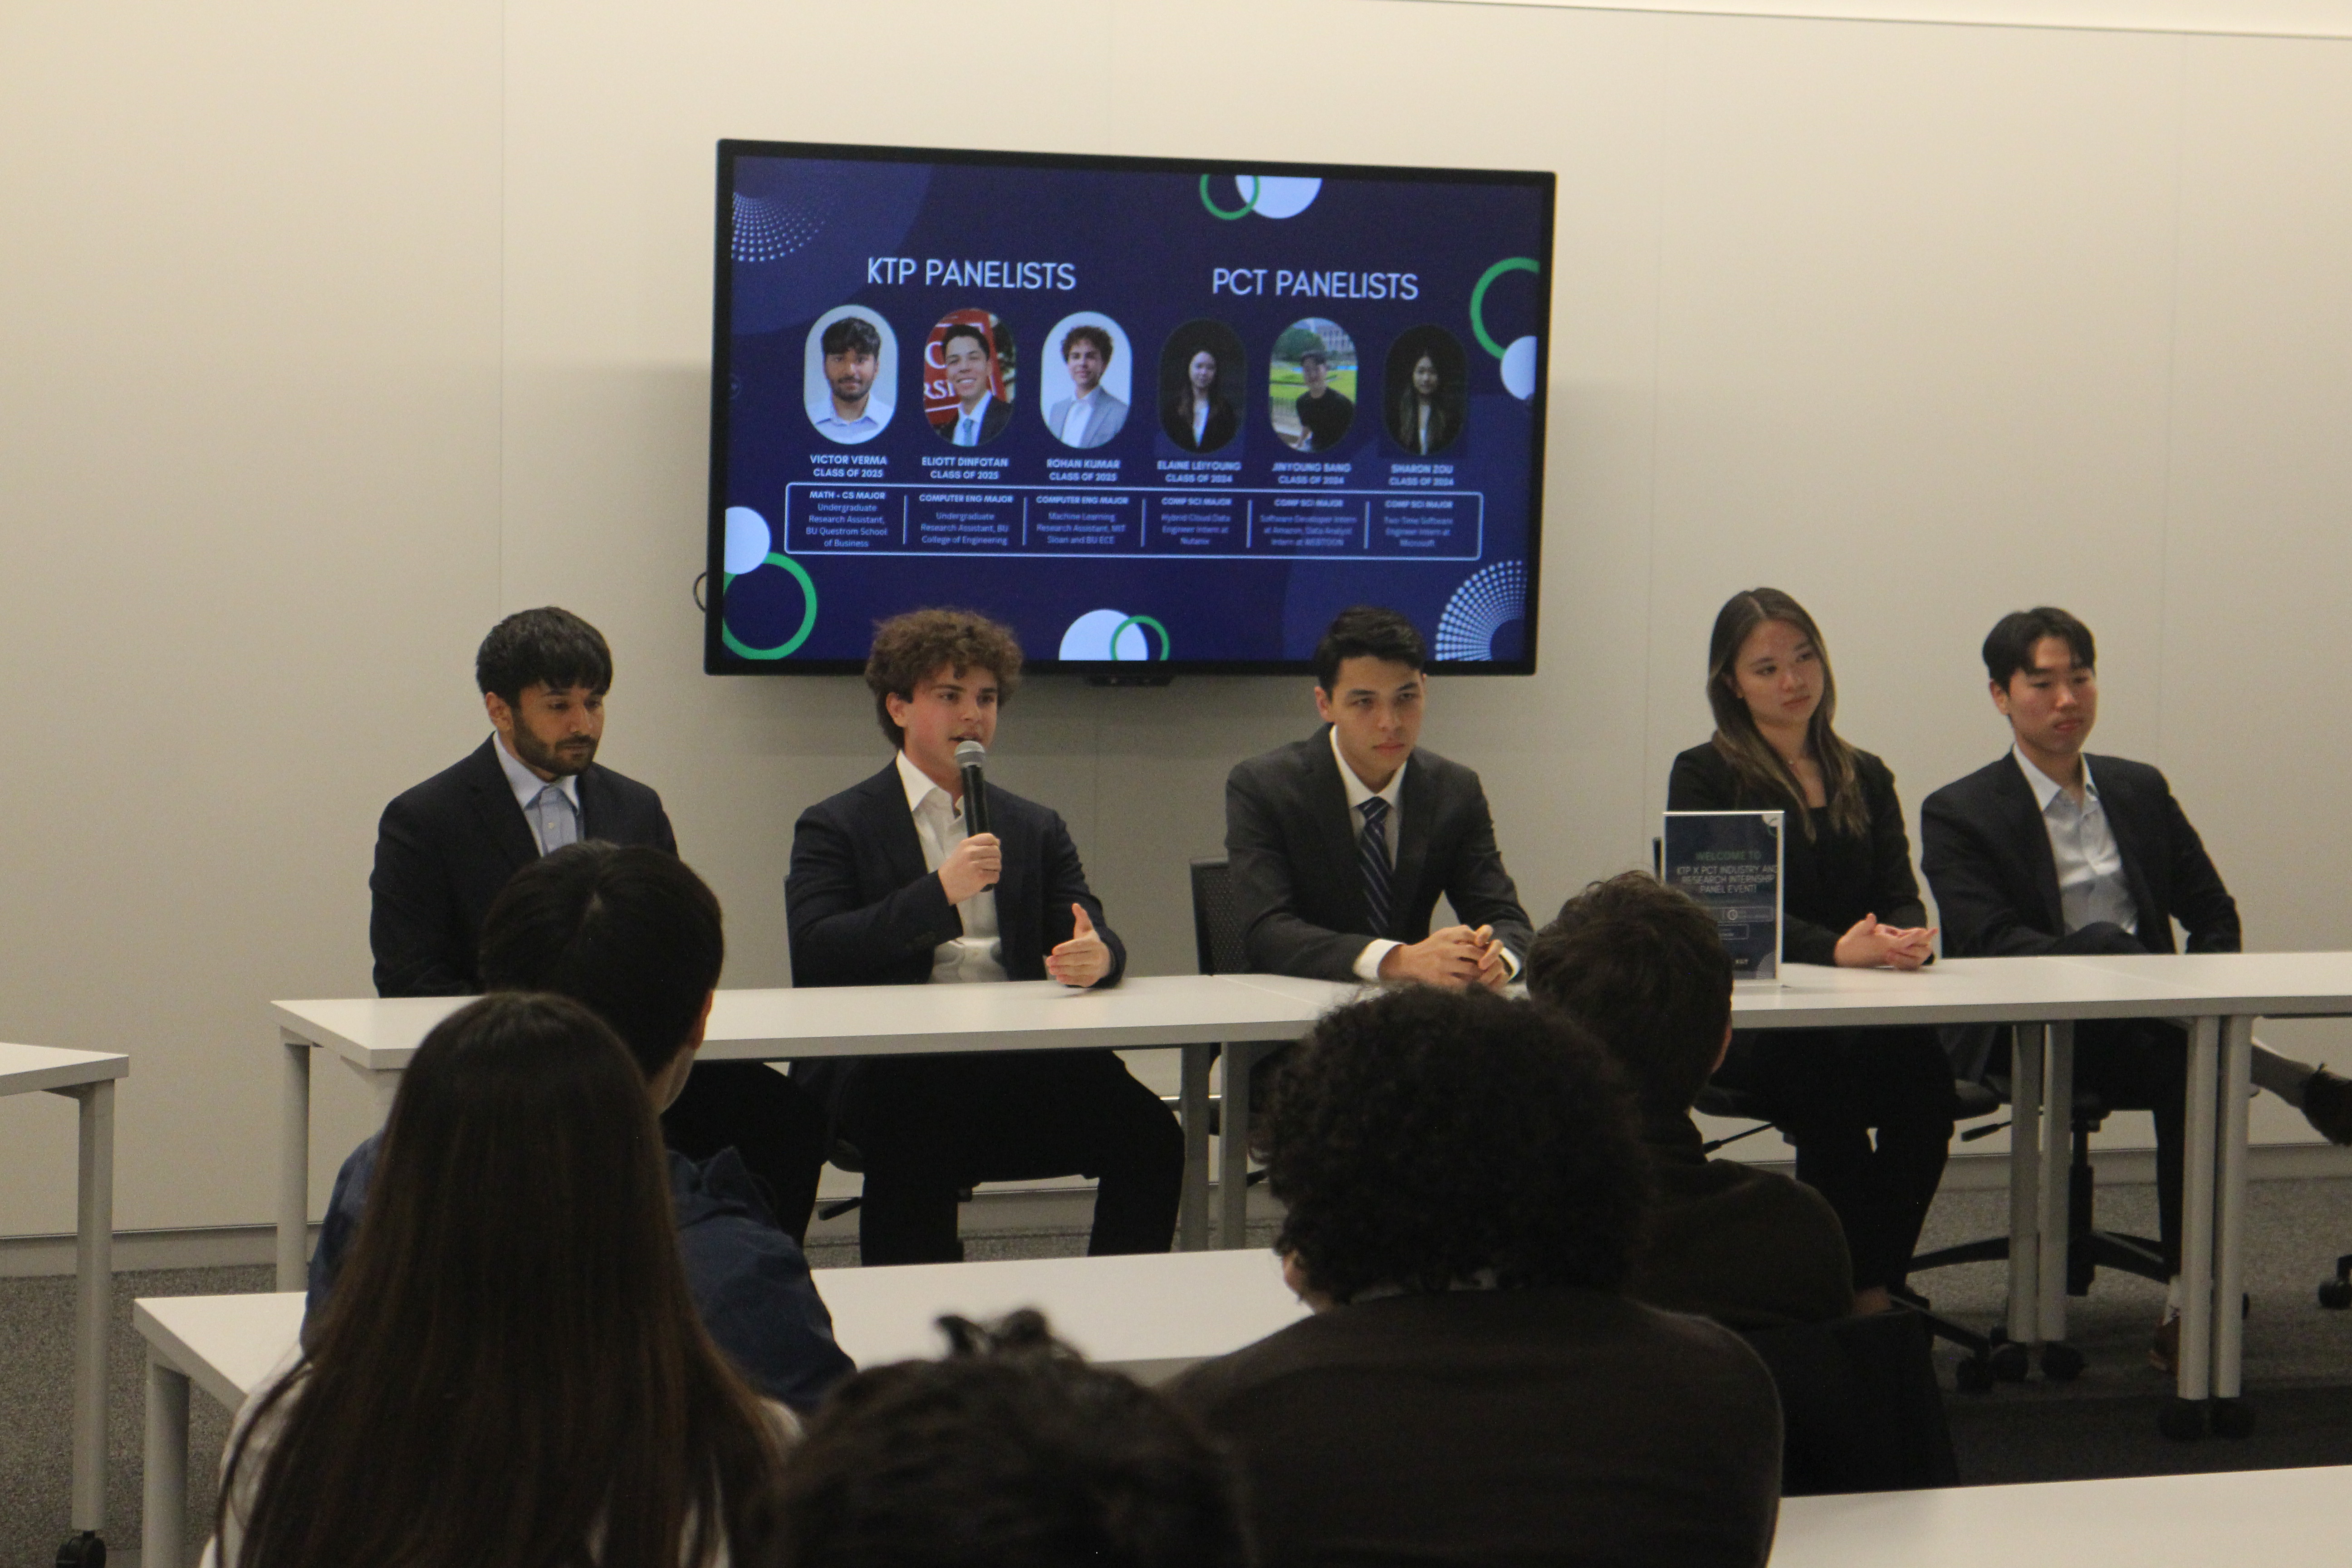 KTP PANELISTS
PCT PANELISTS
C
RSI
VICTOR VERMA
CLASS OF 2025
ELIOTT DINFOTAN
CLASS OF 2025
ROHAN KUMAR
CLASS OF 2025
ELAINE LEIYOUNG
CLASS OF 2024
JINYOUNG BANG
CLASS OF 2024
SHARON ZOU
CLASS OF 2024
MATH - CS MAJOR
Undergraduate
Research Assistant,
BU Questrom School
of Business
COMPUTER ENG MAJOR
Undergraduate
Research Assistant, BU
College of Engineering
COMPUTER ENG MAJOR
Machine Learning
Research Assistant, MIT
Sloan and BU ECE
COMP SCI MAJOR
Hybrid Cloud Data
Engineer Intern at
Nutanix
COMP SCI MAJOR
Software Developer Intern
at Amazon, Data Analyst
Intern at WEBTOON
COMP SCI MAJOR
Two-Time Software
Engineer Intern at
Microsoft
WELCOME TO
KTP X PCT INDUSTRY AND
RESEARCH INTERNSHIP
PANEL EVENT!